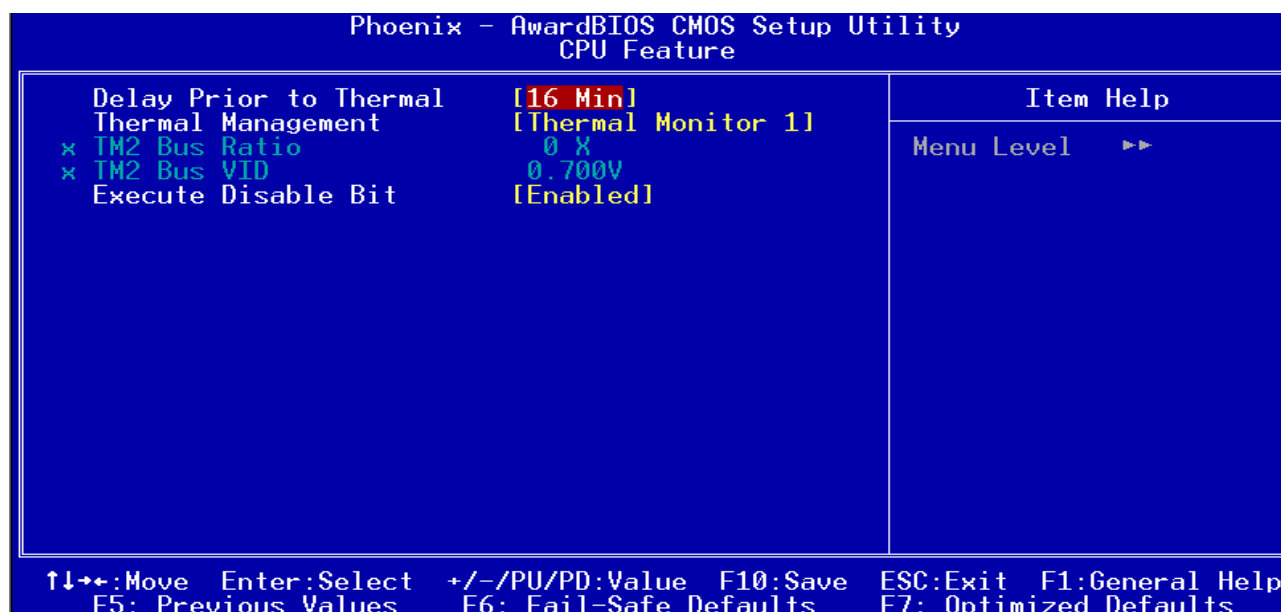 Phoenix - AwardBIOS CMOS Setup Utility
CPU Feature
Delay Prior to Thermal [16 Min]
Thermal Management [Thermal Monitor 1]
x TM2 Bus Ratio 0 X
x TM2 Bus VID 0.700V
Execute Disable Bit [Enabled]
Item Help
Menu Level ▸▸
↑↓→←:Move Enter:Select +/-/PU/PD:Value F10:Save ESC:Exit F1:General Help
F5: Previous Values F6: Fail-Safe Defaults F7: Optimized Defaults